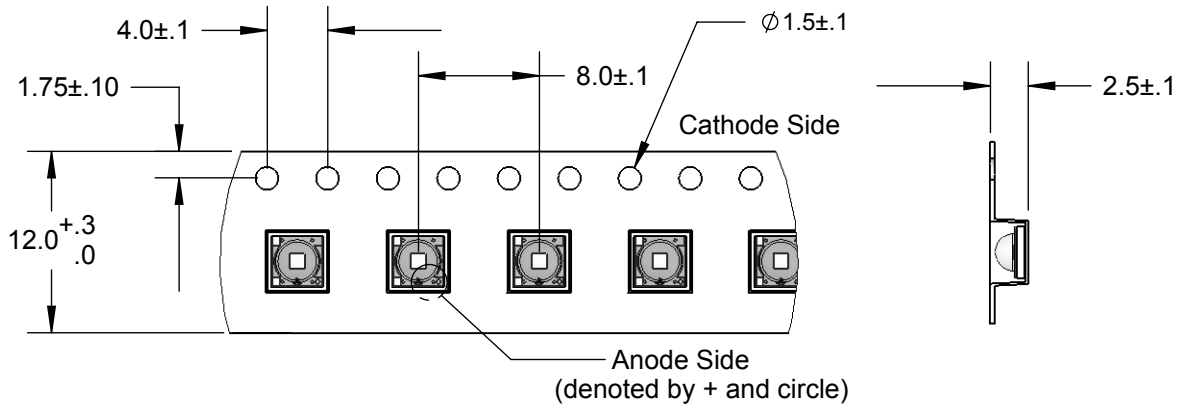 4.0±.1
∅1.5±.1
1.75±.10
8.0±.1
2.5±.1
Cathode Side
12.0 +.3
.0
Anode Side
(denoted by + and circle)